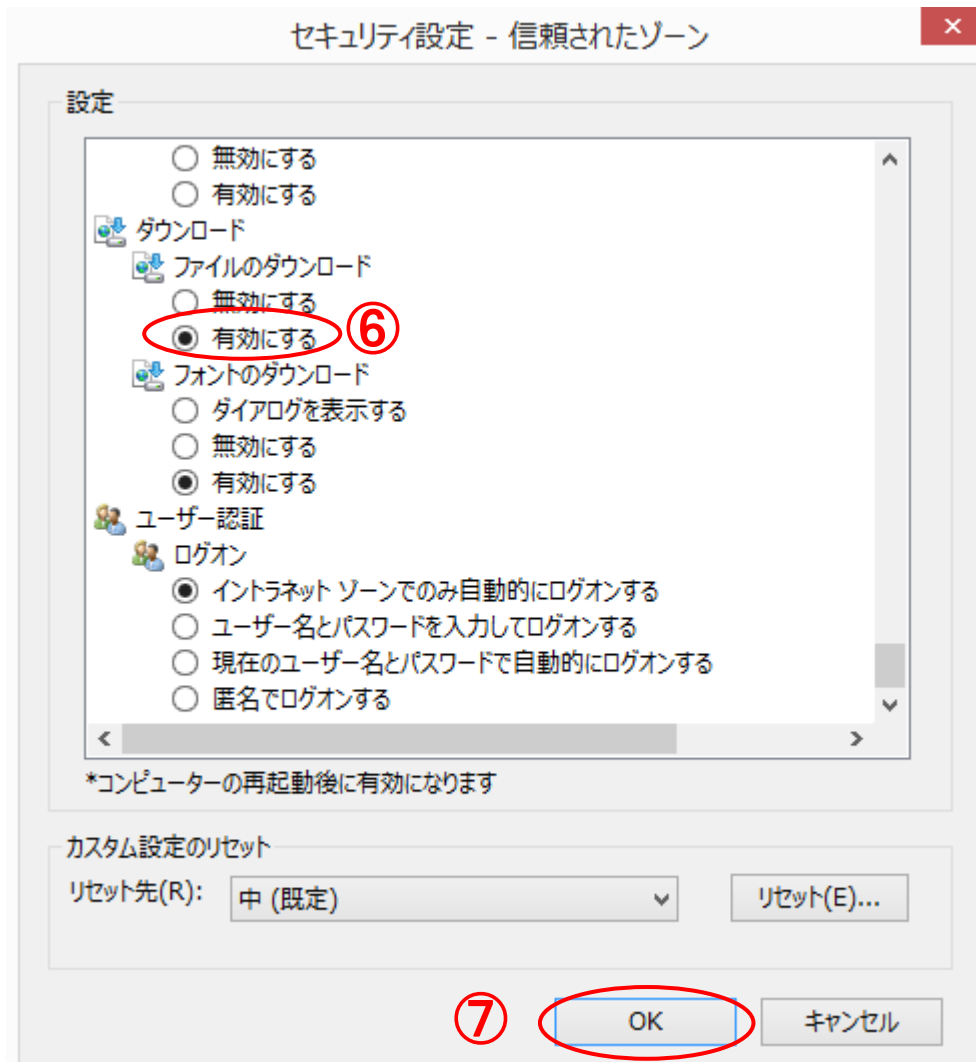 セキュリティ設定 - 信頼されたゾーン
設定
無効にする
有効にする
ダウンロード
ファイルのダウンロード
無効にする
有効にする
⑥
フォントのダウンロード
ダイアログを表示する
無効にする
有効にする
ユーザー認証
ログオン
イントラネット ゾーンでのみ自動的にログオンする
ユーザー名とパスワードを入力してログオンする
現在のユーザー名とパスワードで自動的にログオンする
匿名でログオンする
*コンピューターの再起動後に有効になります
カスタム設定のリセット
リセット先(R): 中 (既定) リセット(E)...
⑦ OK キャンセル